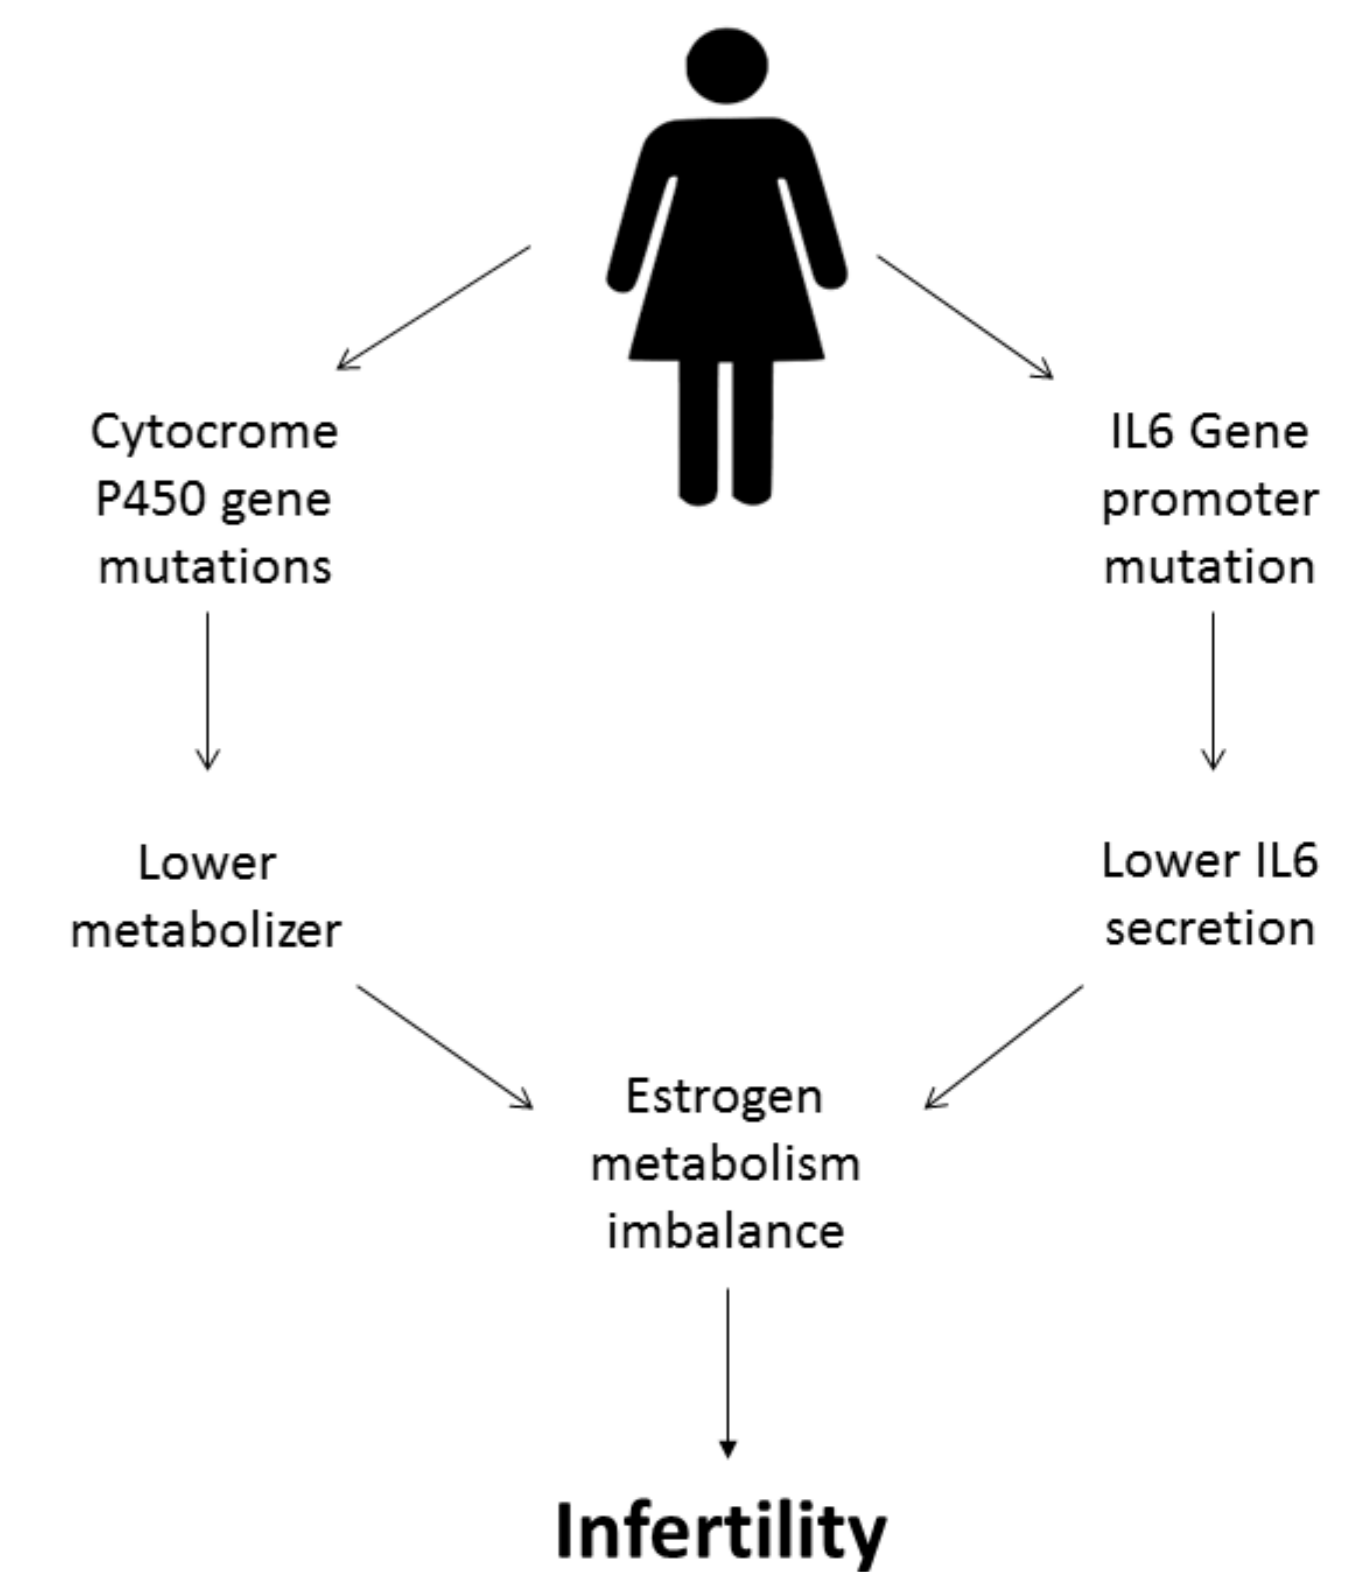 Cytocrome
P450 gene
mutations
IL6 Gene
promoter
mutation
Lower
metabolizer
Lower IL6
secretion
Estrogen
metabolism
imbalance
Infertility